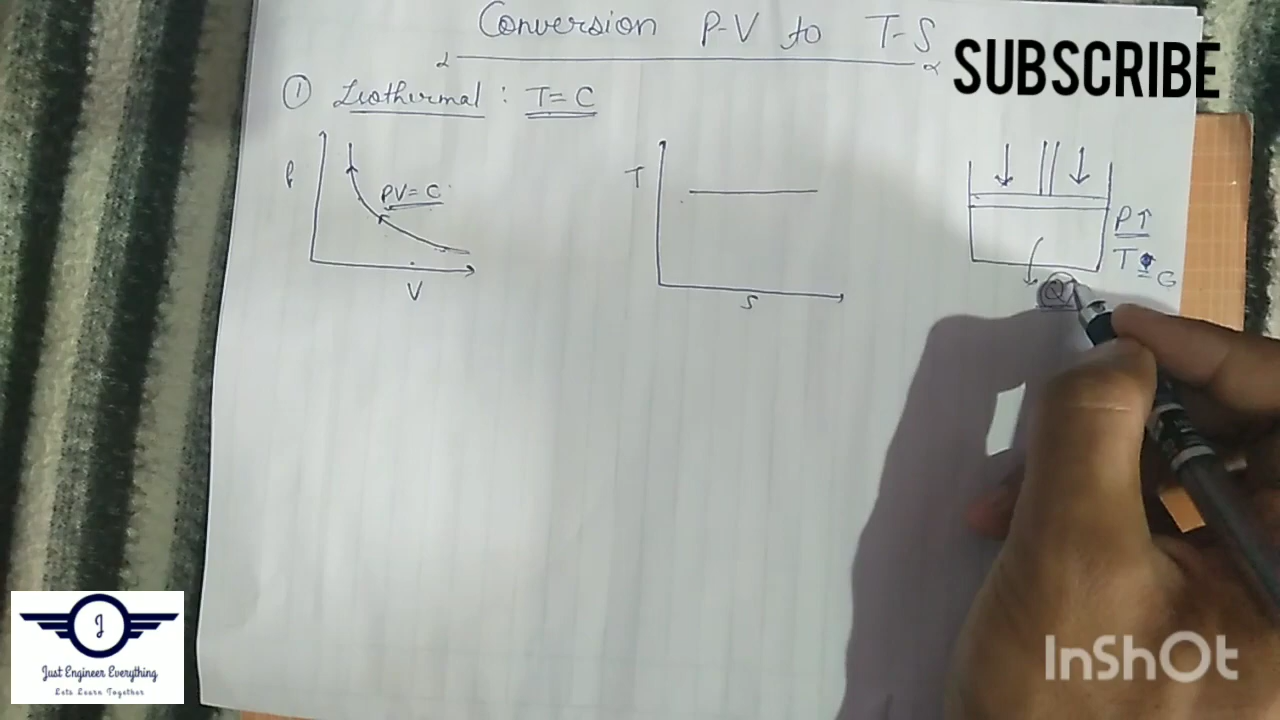 Conversion P-V to T-S
SUBSCRIBE
① Isothermal : T = C
P
PV = C
V
T
S
P↑
T
C
Q
J
Just Engineer Everything
Lets Learn Together
InShOt